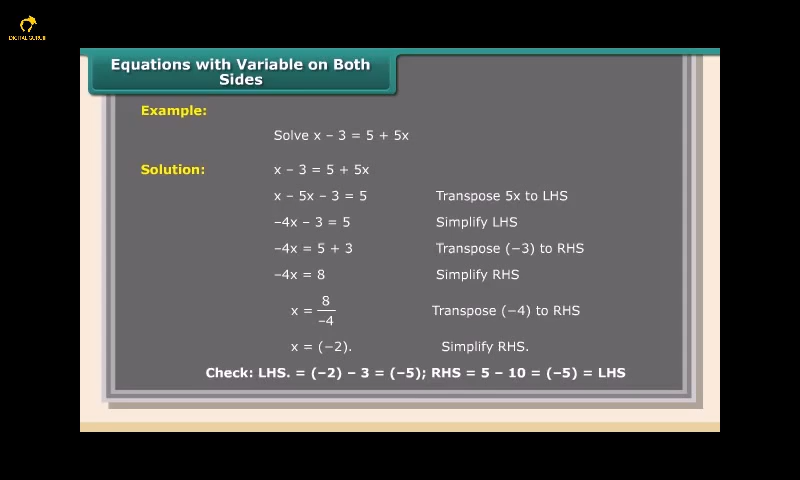 DIGITAL GURUJI
Equations with Variable on Both
Sides
Example:
Solve x – 3 = 5 + 5x
Solution: x – 3 = 5 + 5x
x – 5x – 3 = 5 Transpose 5x to LHS
–4x – 3 = 5 Simplify LHS
–4x = 5 + 3 Transpose (–3) to RHS
–4x = 8 Simplify RHS
x = 8/–4 Transpose (–4) to RHS
x = (–2). Simplify RHS.
Check: LHS. = (–2) – 3 = (–5); RHS = 5 – 10 = (–5) = LHS